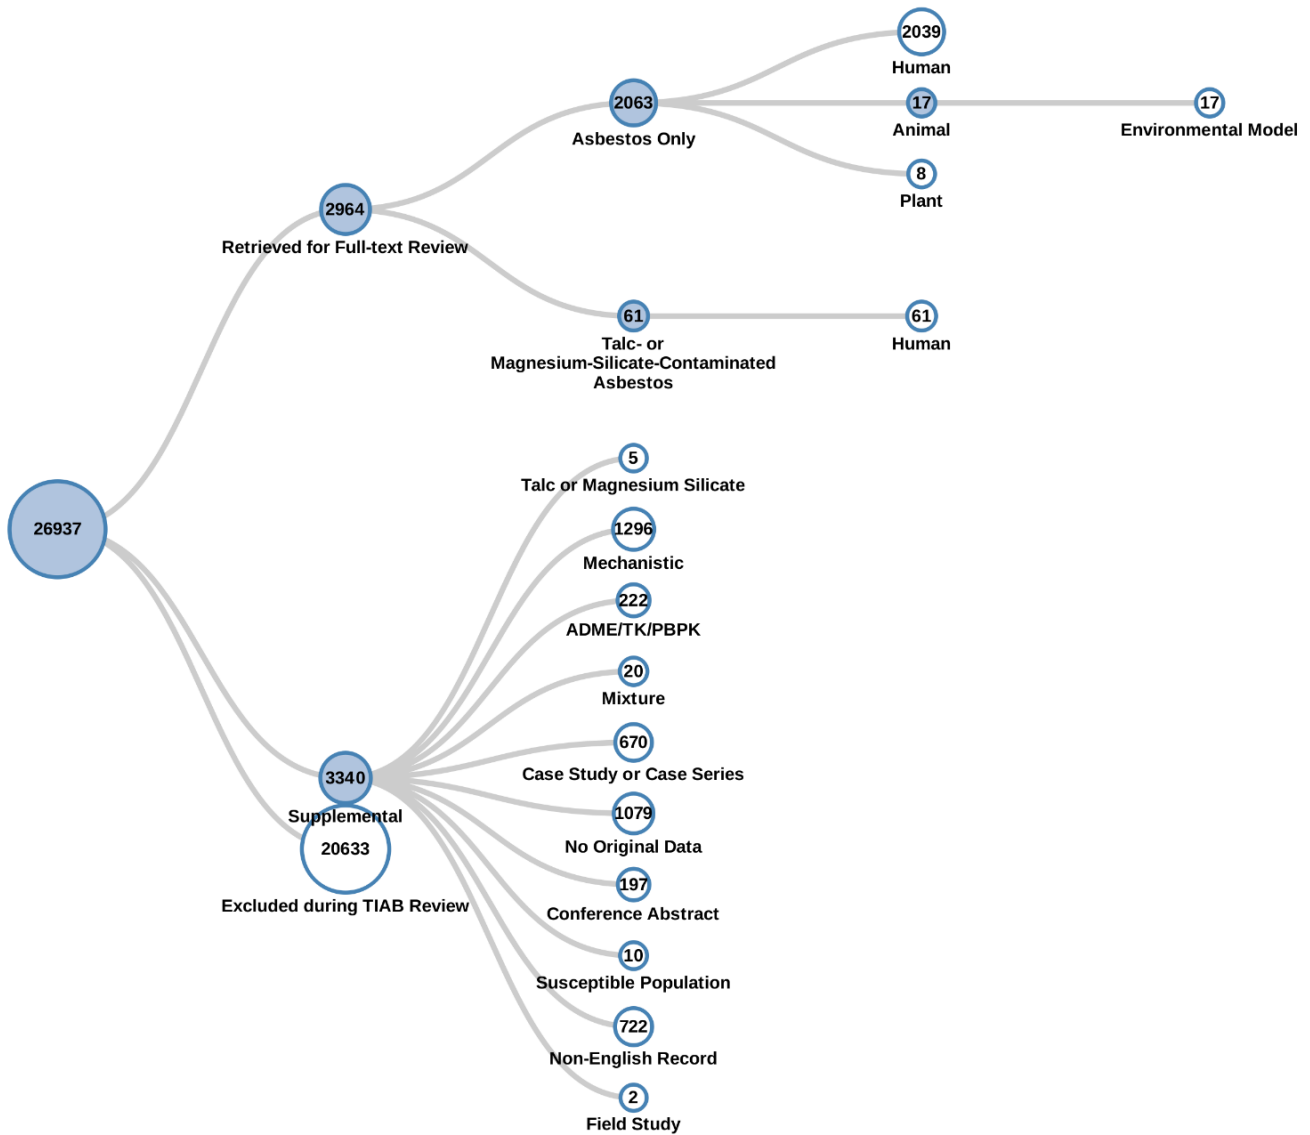 2039
Human
2063
Asbestos Only
17
Animal
17
Environmental Model
8
Plant
2964
Retrieved for Full-text Review
61
Talc- or
Magnesium-Silicate-Contaminated
Asbestos
61
Human
26937
5
Talc or Magnesium Silicate
1296
Mechanistic
222
ADME/TK/PBPK
20
Mixture
3340
Supplemental
20633
Excluded during TIAB Review
670
Case Study or Case Series
1079
No Original Data
197
Conference Abstract
10
Susceptible Population
722
Non-English Record
2
Field Study